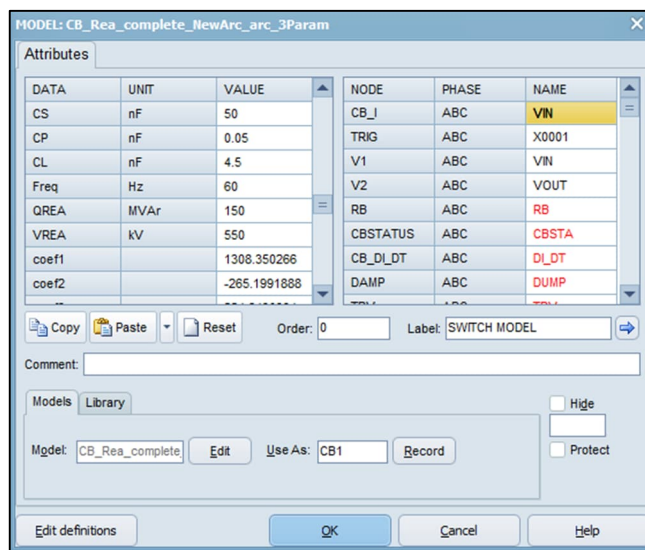 MODEL: CB_Rea_complete_NewArc_arc_3Param
Attributes
DATA UNIT VALUE
CS nF 50
CP nF 0.05
CL nF 4.5
Freq Hz 60
QREA MVAr 150
VREA kV 550
coef1 1308.350266
coef2 -265.1991888
NODE PHASE NAME
CB_I ABC VIN
TRIG ABC X0001
V1 ABC VIN
V2 ABC VOUT
RB ABC RB
CBSTATUS ABC CBSTA
CB_DI_DT ABC DI_DT
DAMP ABC DUMP
Copy Paste Reset Order: 0 Label: SWITCH MODEL
Comment:
Models Library
Hide
Model: CB_Rea_complete_ Edit Use As: CB1 Record
Protect
Edit definitions OK Cancel Help